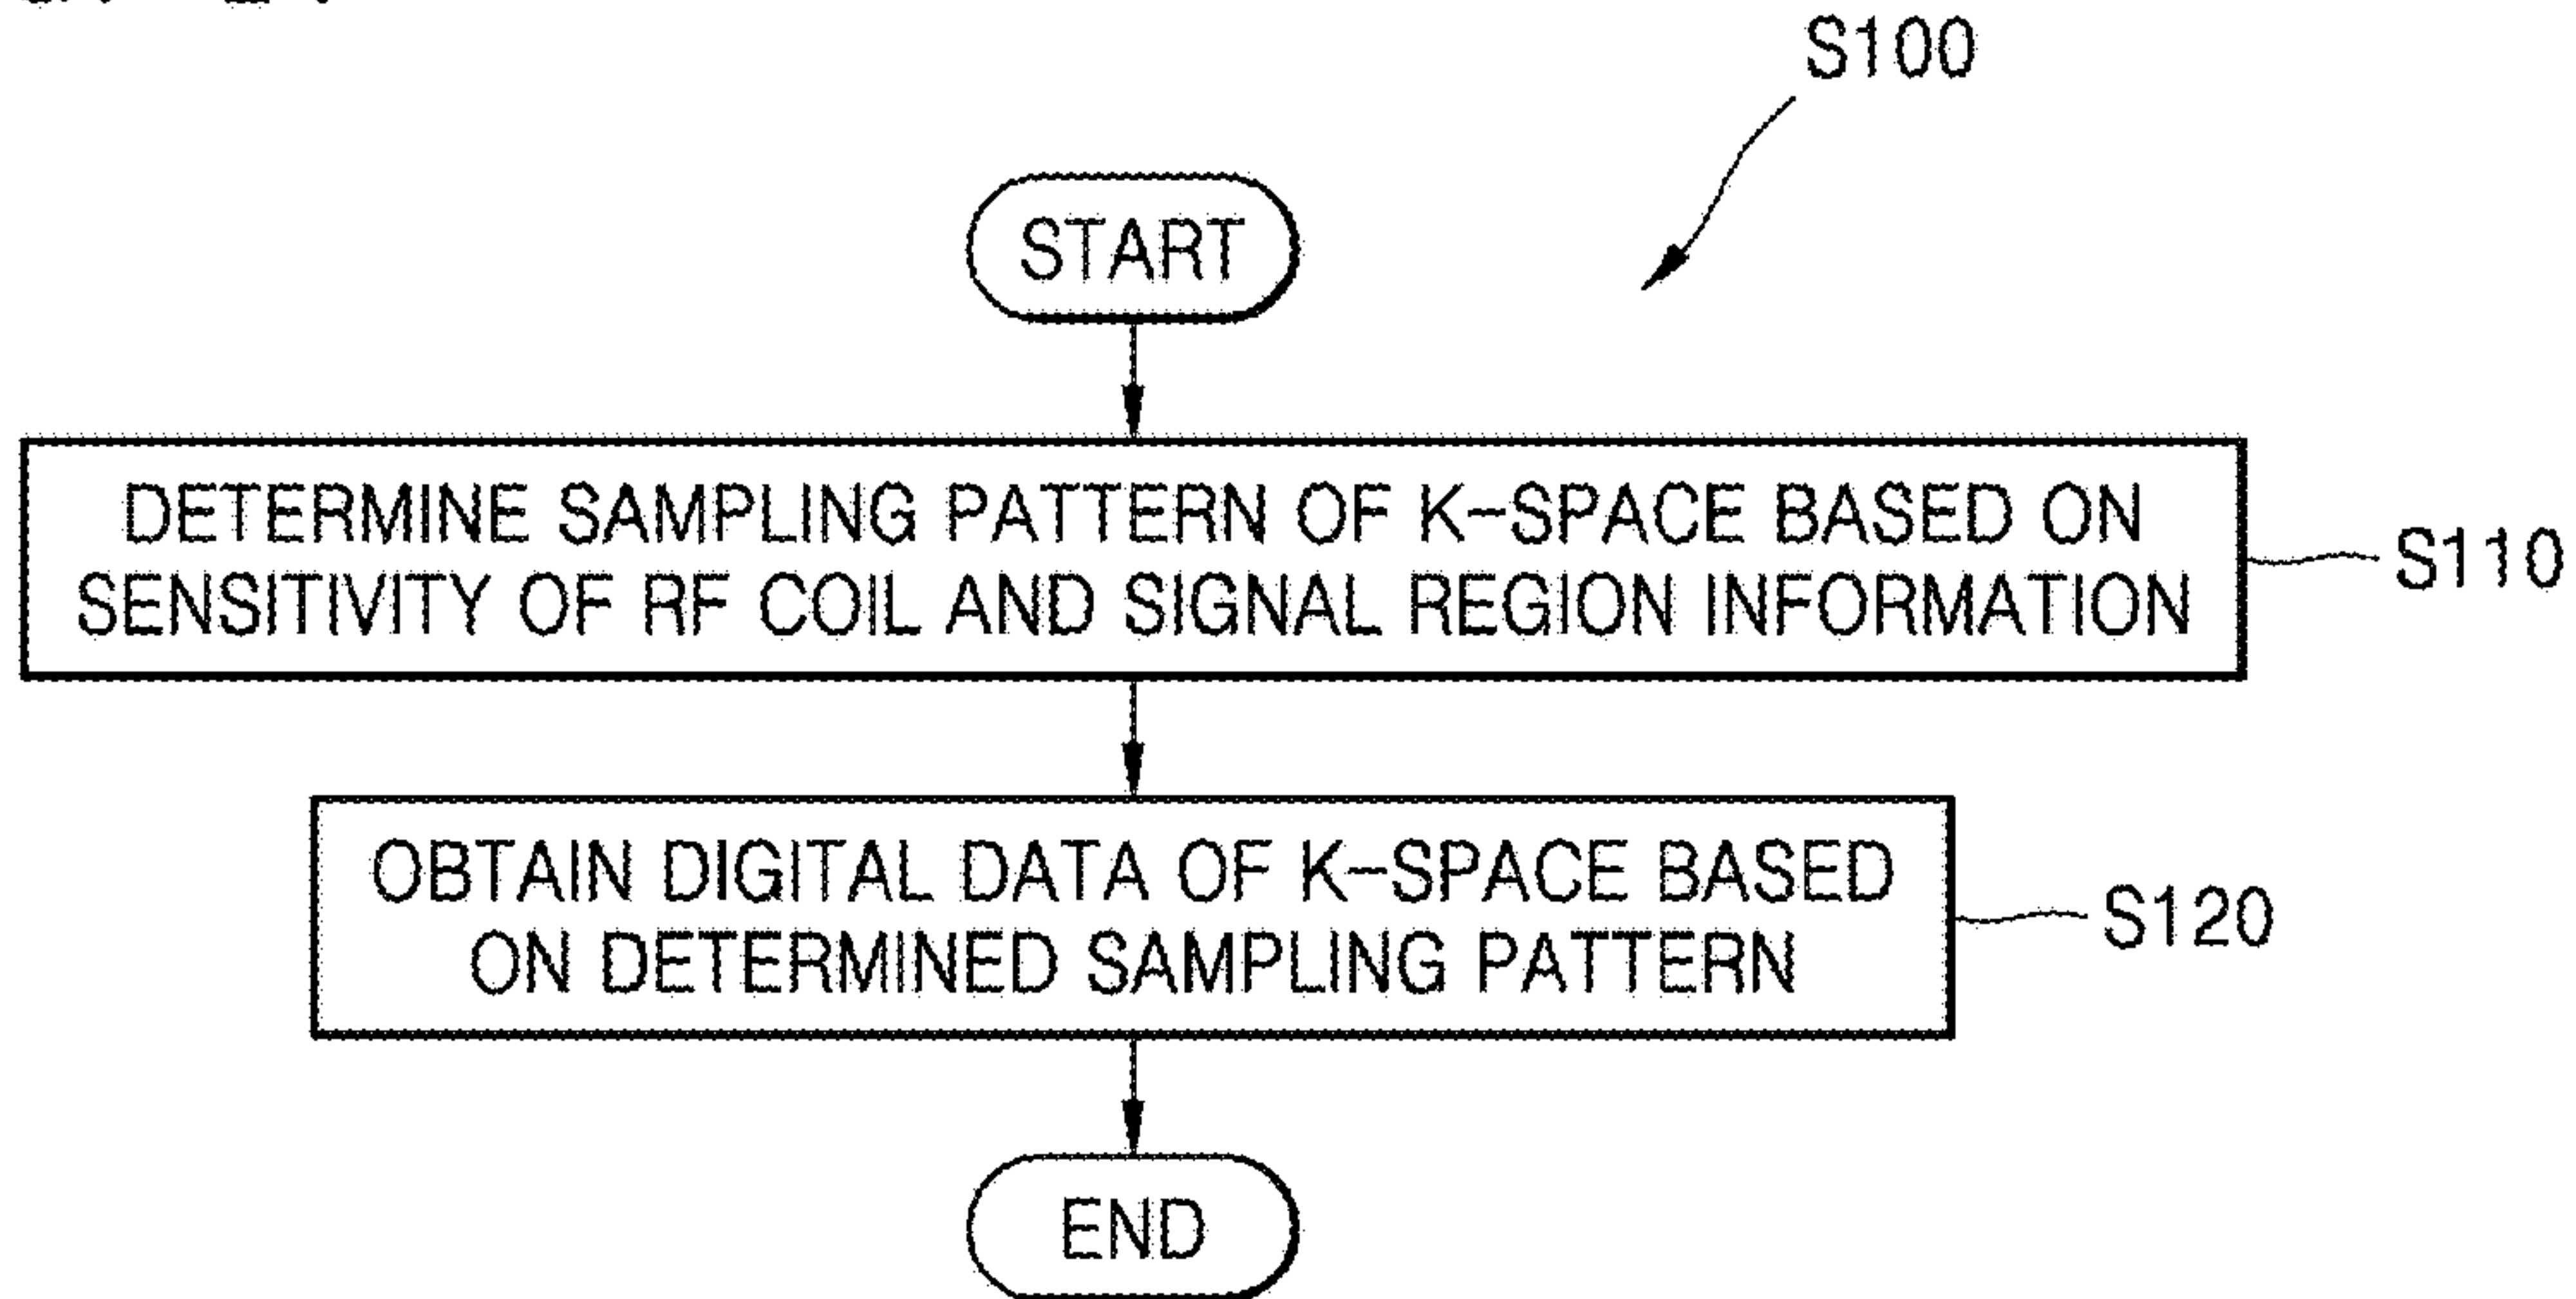 S100
START
DETERMINE SAMPLING PATTERN OF K-SPACE BASED ON
SENSITIVITY OF RF COIL AND SIGNAL REGION INFORMATION
S110
OBTAIN DIGITAL DATA OF K-SPACE BASED
ON DETERMINED SAMPLING PATTERN
S120
END